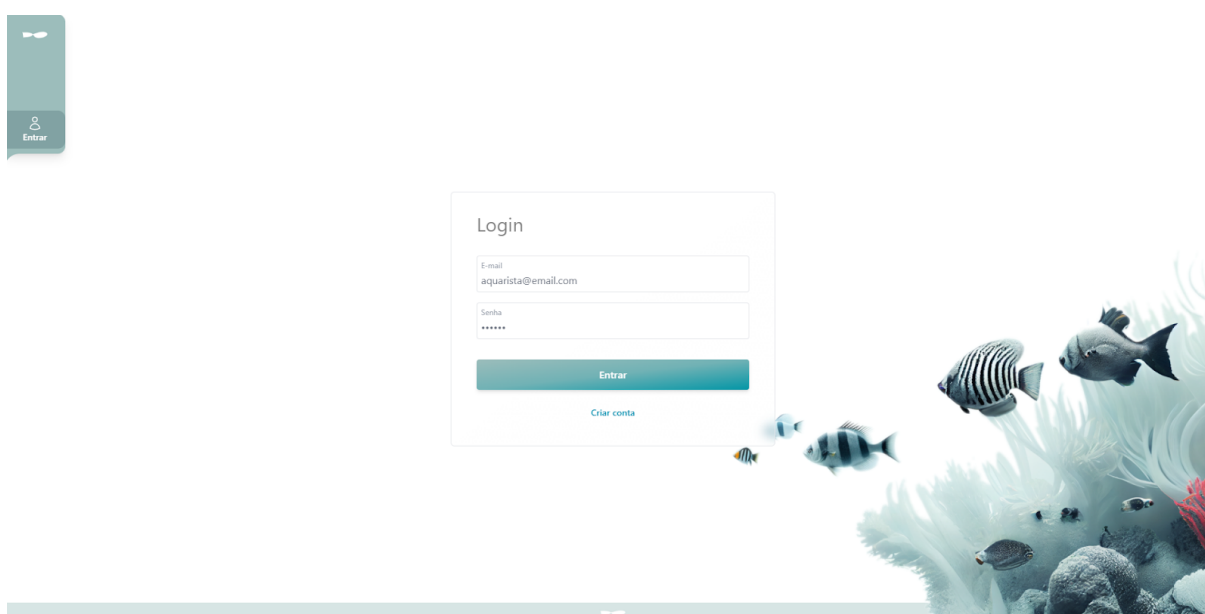 Entrar
Login
E-mail
aquarista@email.com
Senha
••••••
Entrar
Criar conta